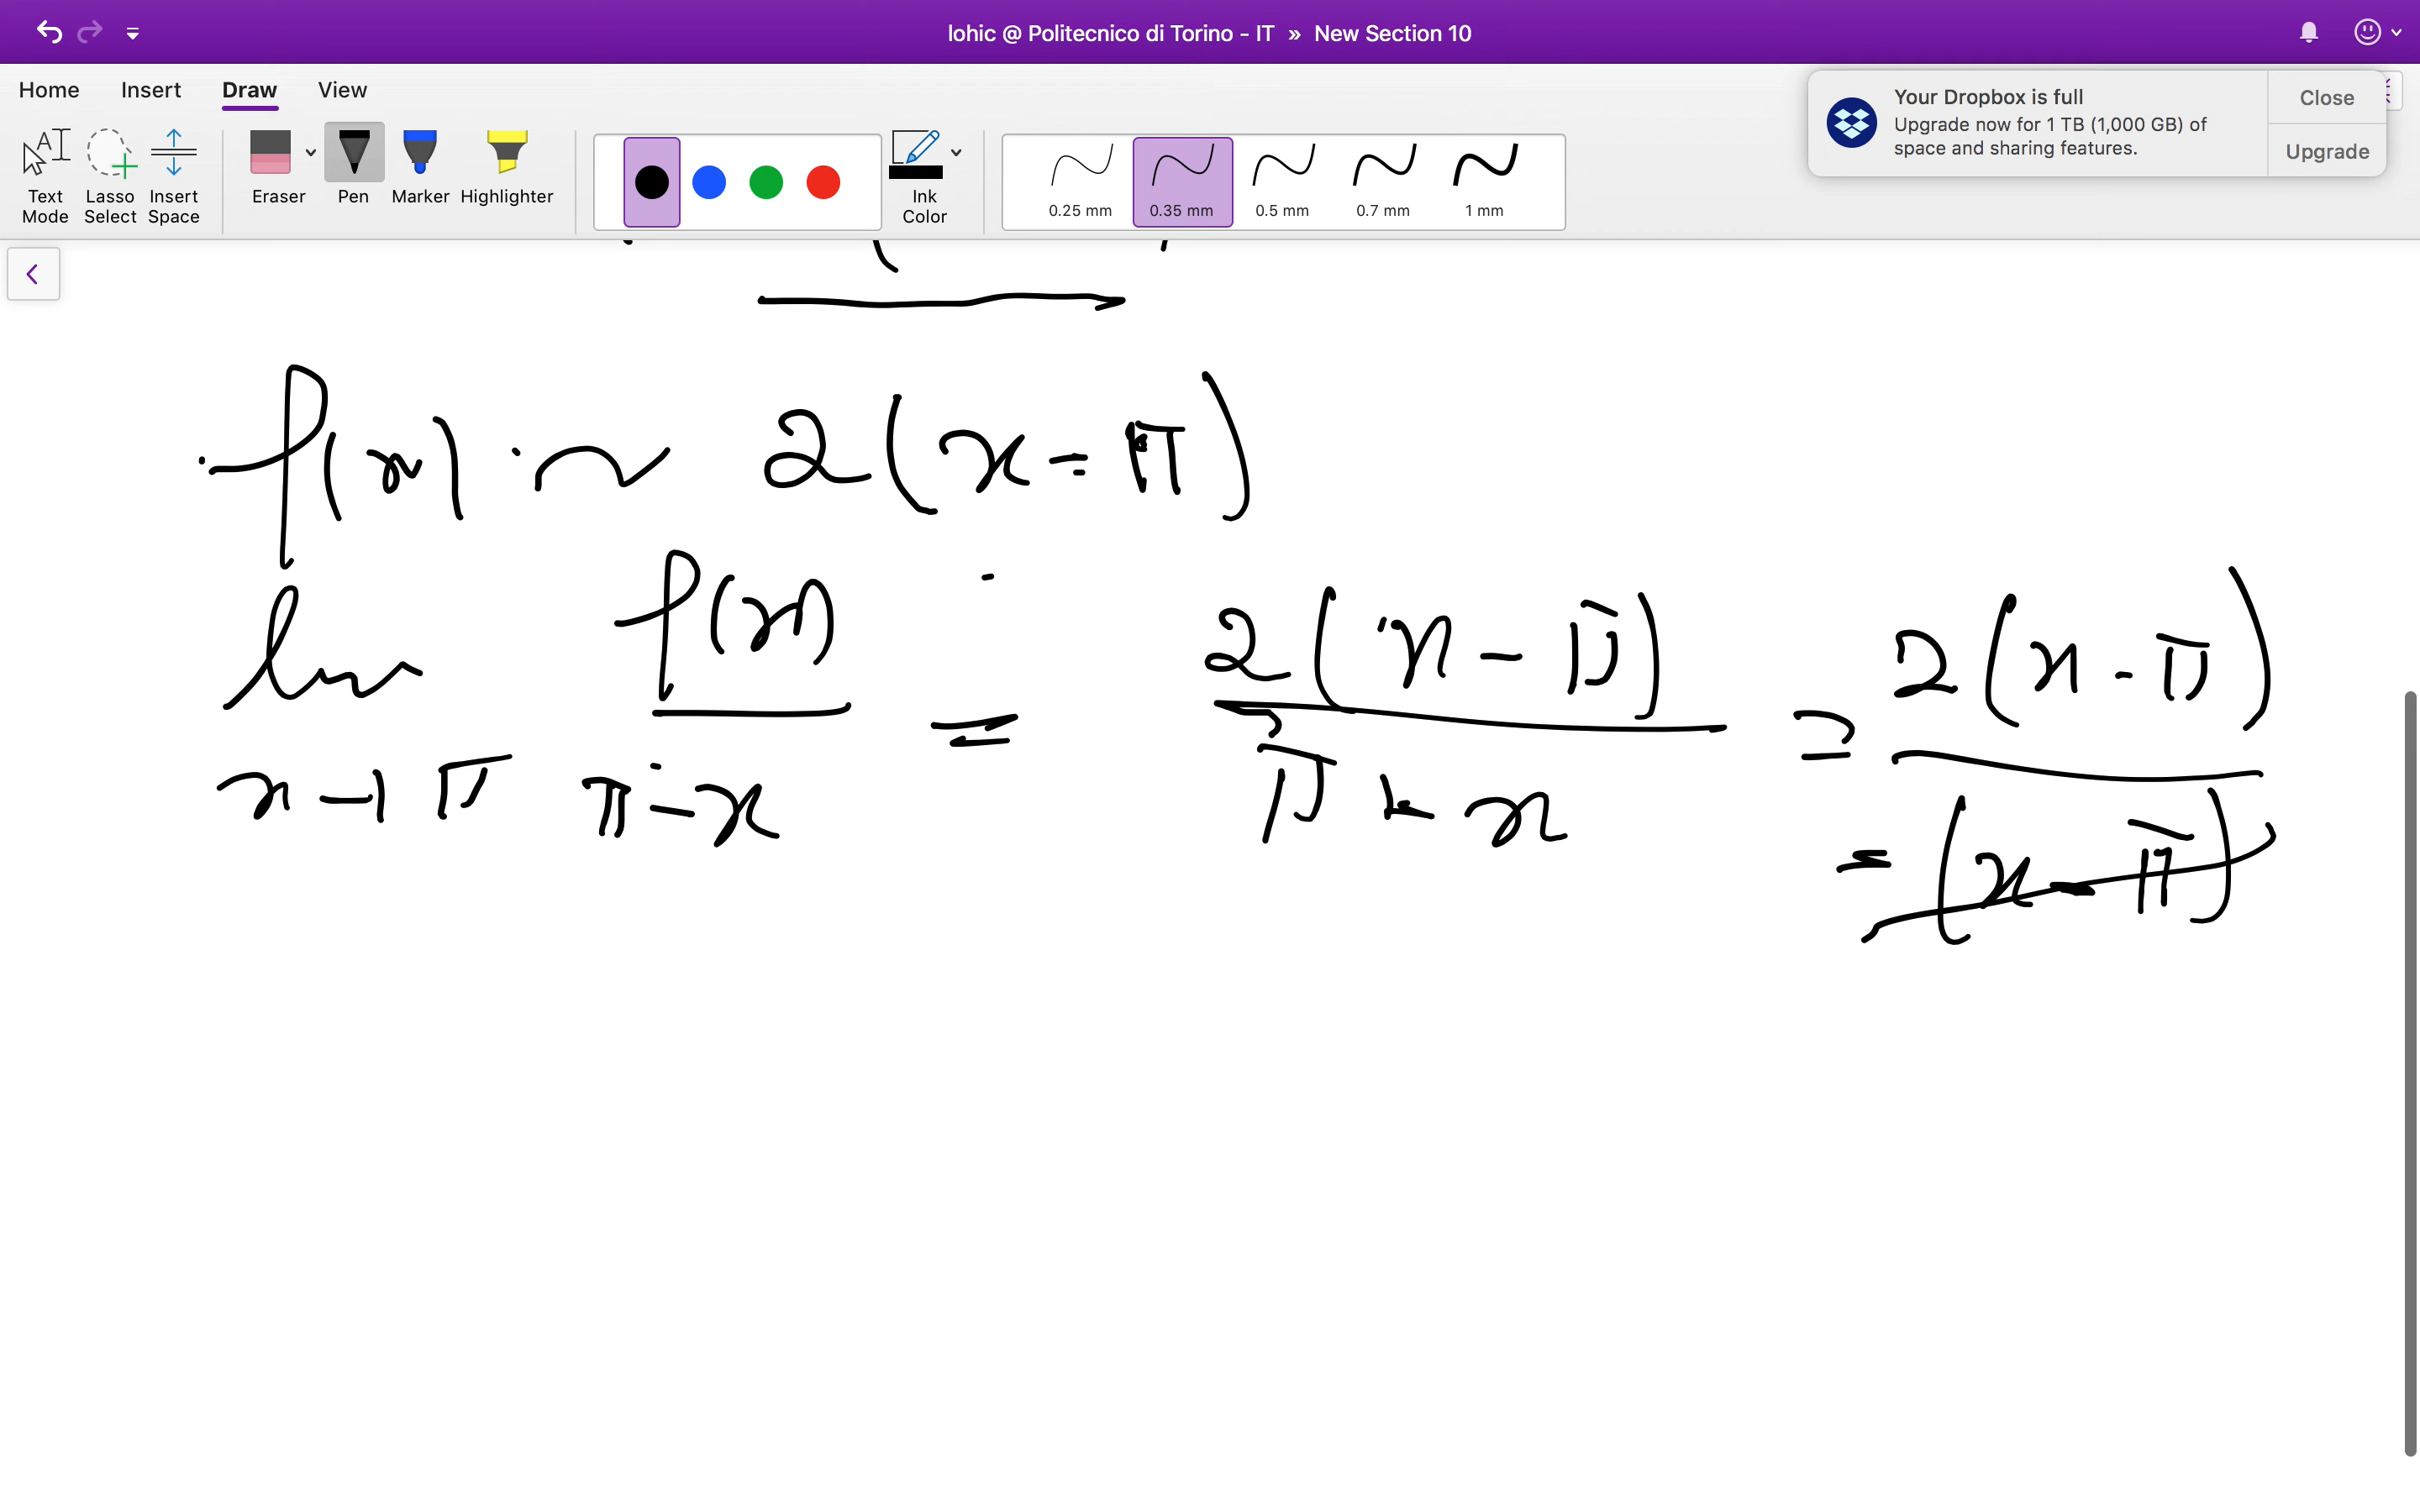 lohic @ Politecnico di Torino - IT » New Section 10
Home Insert Draw View
Your Dropbox is full
Upgrade now for 1 TB (1,000 GB) of
space and sharing features.
Close
Upgrade
Text Mode
Lasso Select
Insert Space
Eraser
Pen
Marker
Highlighter
Ink Color
0.25 mm
0.35 mm
0.5 mm
0.7 mm
1 mm
f(x) ~ 2(x-π)
lim x→π f(x)/(π-x) = 2(x-π)/(π-x) = 2(x-π)/-(x-π)